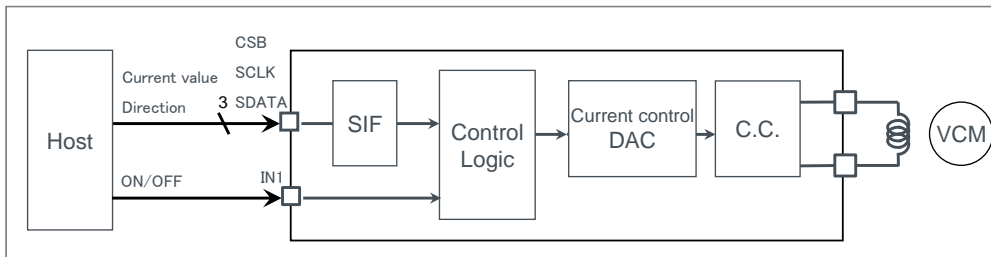 Host
Current value
Direction
ON/OFF
3
CSB
SCLK
SDATA
IN1
SIF
Control
Logic
Current control
DAC
C.C.
VCM